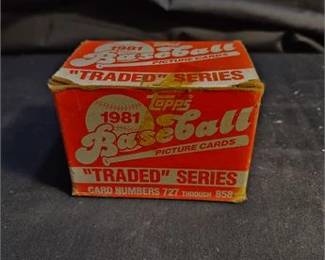 1981
Baseball
PICTURE CARDS
"TRADED" SERIES
Topps
1981
Baseball
PICTURE CARDS
"TRADED" SERIES
CARD NUMBERS 727 THROUGH 858